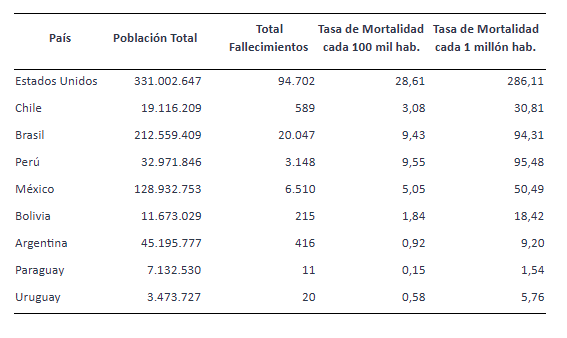 País Población Total Total Fallecimientos Tasa de Mortalidad cada 100 mil hab. Tasa de Mortalidad cada 1 millón hab.
Estados Unidos 331.002.647 94.702 28,61 286,11
Chile 19.116.209 589 3,08 30,81
Brasil 212.559.409 20.047 9,43 94,31
Perú 32.971.846 3.148 9,55 95,48
México 128.932.753 6.510 5,05 50,49
Bolivia 11.673.029 215 1,84 18,42
Argentina 45.195.777 416 0,92 9,20
Paraguay 7.132.530 11 0,15 1,54
Uruguay 3.473.727 20 0,58 5,76